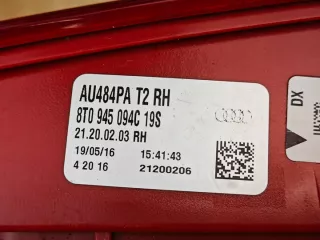 AU484PA T2 RH
8T0 945 094C 19S
21.20.02.03 RH
19/05/16 15:41:43
4 20 16 21200206
DX